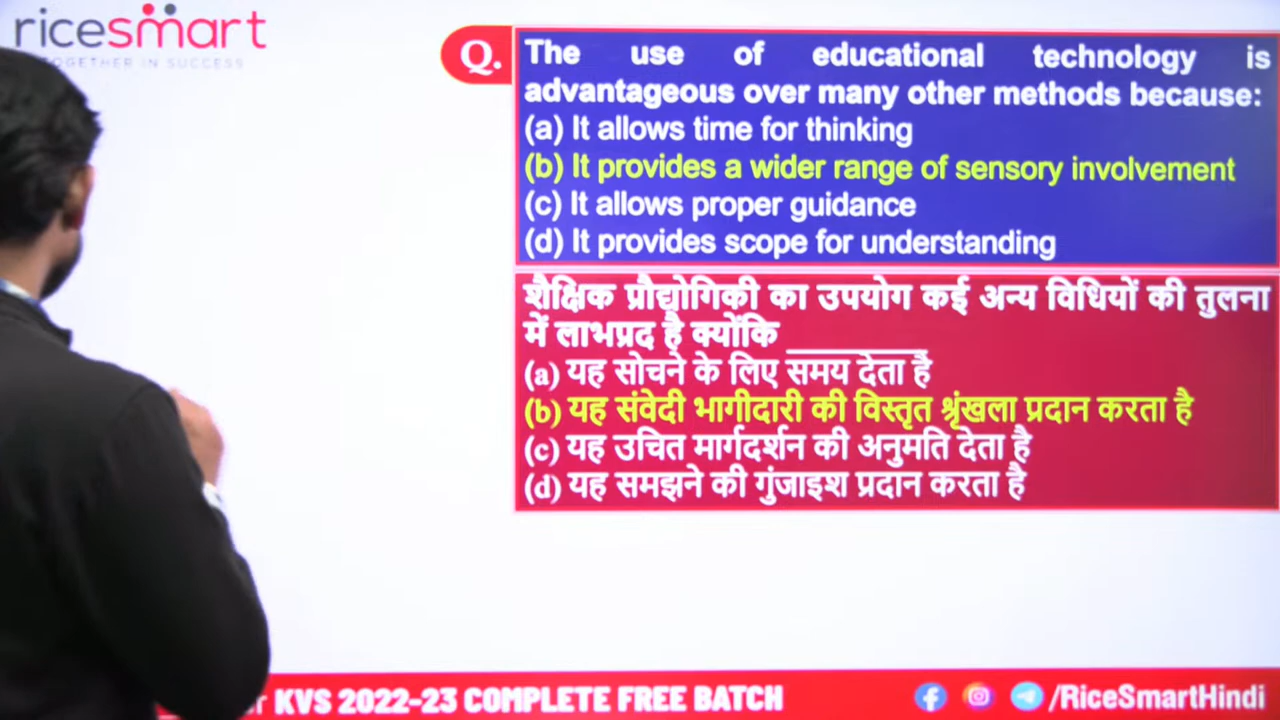 ricesmart
TOGETHER IN SUCCESS
Q.
The use of educational technology is
advantageous over many other methods because:
(a) It allows time for thinking
(b) It provides a wider range of sensory involvement
(c) It allows proper guidance
(d) It provides scope for understanding
शैक्षिक प्रौद्योगिकी का उपयोग कई अन्य विधियों की तुलना
में लाभप्रद है क्योंकि ________
(a) यह सोचने के लिए समय देता है
(b) यह संवेदी भागीदारी की विस्तृत श्रृंखला प्रदान करता है
(c) यह उचित मार्गदर्शन की अनुमति देता है
(d) यह समझने की गुंजाइश प्रदान करता है
KVS 2022-23 COMPLETE FREE BATCH
/RiceSmartHindi